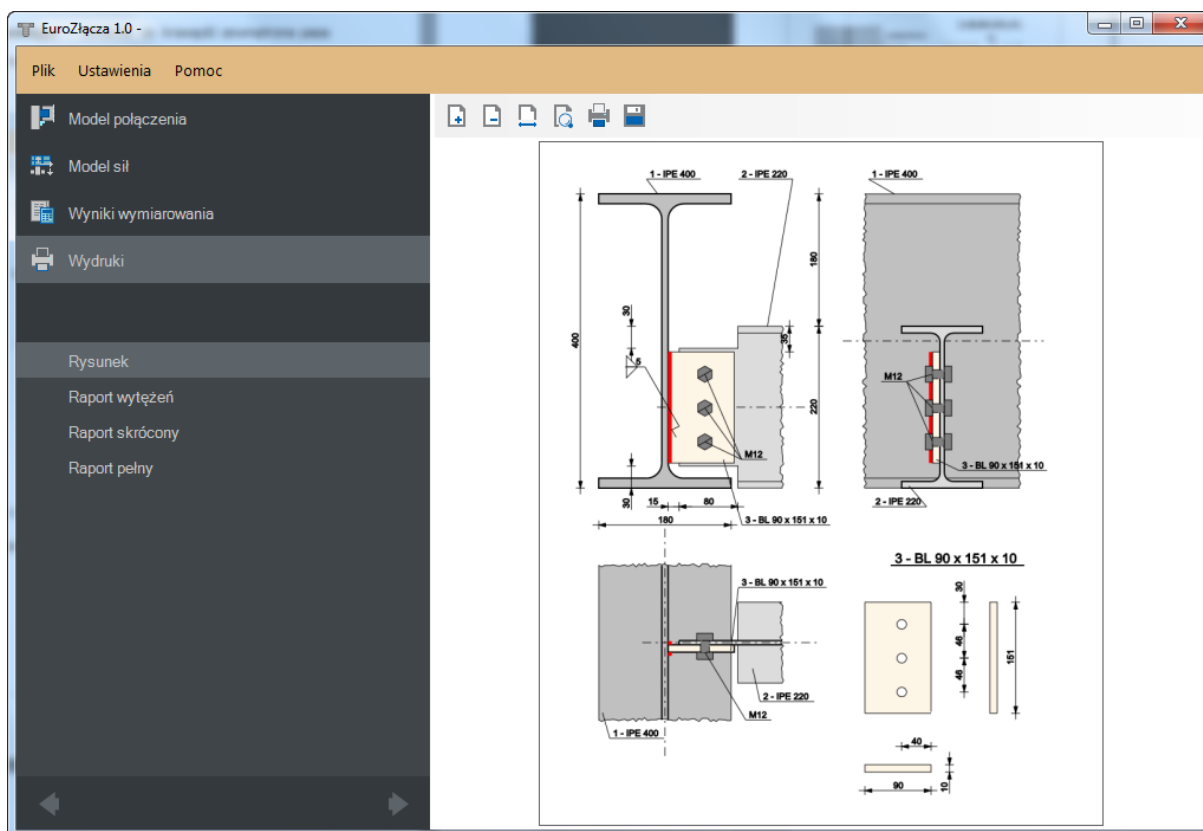 EuroZłącza 1.0 -
Plik Ustawienia Pomoc
Model połączenia
Model sił
Wyniki wymiarowania
Wydruki
Rysunek
Raport wytężeń
Raport skrócony
Raport pełny
1 - IPE 400
2 - IPE 220
1 - IPE 400
400
30
5
35
180
220
M12
30
15
80
180
3 - BL 90 x 151 x 10
M12
3 - BL 90 x 151 x 10
2 - IPE 220
3 - BL 90 x 151 x 10
2 - IPE 220
M12
1 - IPE 400
3 - BL 90 x 151 x 10
30
46
46
151
40
90
10